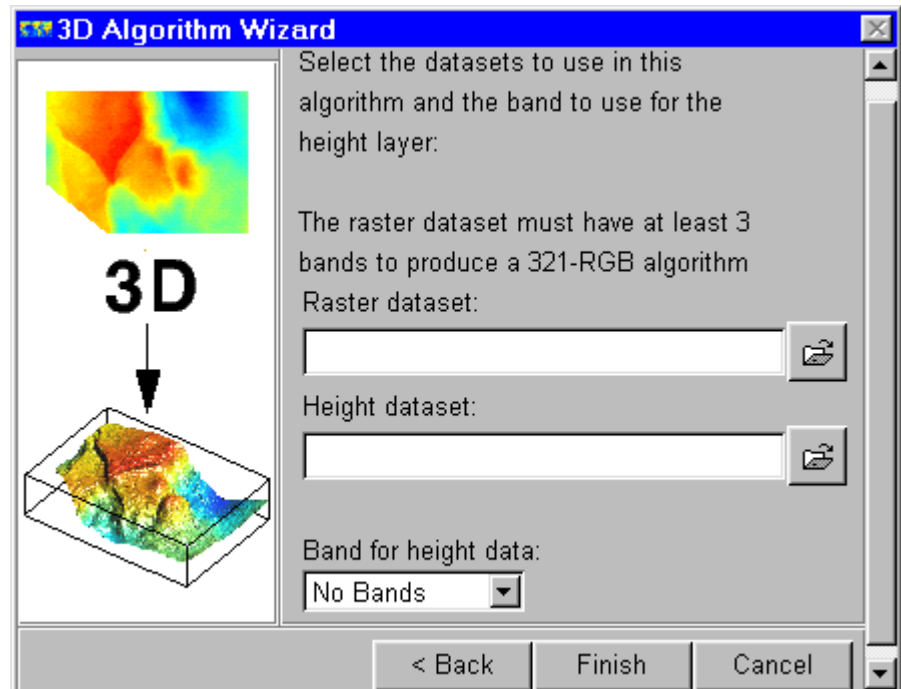 3D Algorithm Wizard
Select the datasets to use in this
algorithm and the band to use for the
height layer:
The raster dataset must have at least 3
bands to produce a 321-RGB algorithm
Raster dataset:
3D
Height dataset:
Band for height data:
No Bands
< Back
Finish
Cancel